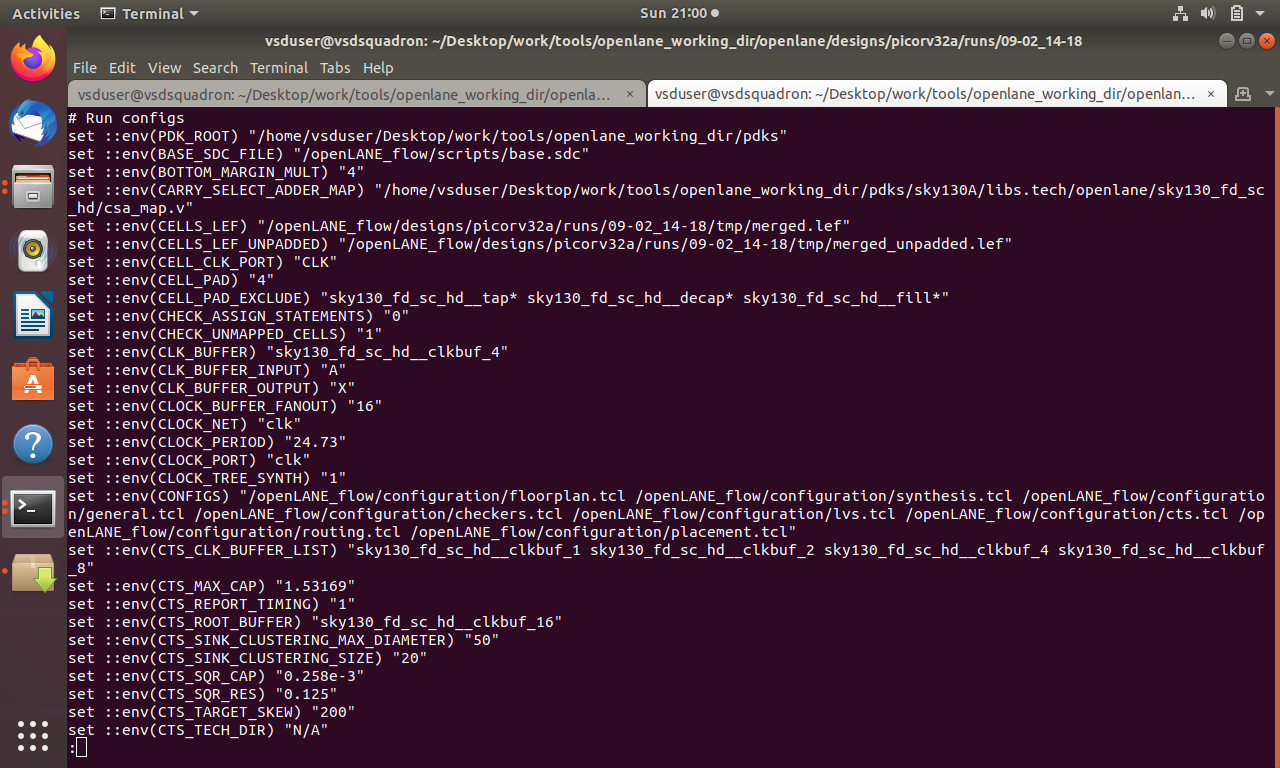 Activities Terminal Sun 21:00
vsduser@vsdsquadron: ~/Desktop/work/tools/openlane_working_dir/openlane/designs/picorv32a/runs/09-02_14-18
File Edit View Search Terminal Tabs Help
vsduser@vsdsquadron: ~/Desktop/work/tools/openlane_working_dir/openla... × vsduser@vsdsquadron: ~/Desktop/work/tools/openlane_working_dir/openlan... ×
# Run configs
set ::env(PDK_ROOT) "/home/vsduser/Desktop/work/tools/openlane_working_dir/pdks"
set ::env(BASE_SDC_FILE) "/openLANE_flow/scripts/base.sdc"
set ::env(BOTTOM_MARGIN_MULT) "4"
set ::env(CARRY_SELECT_ADDER_MAP) "/home/vsduser/Desktop/work/tools/openlane_working_dir/pdks/sky130A/libs.tech/openlane/sky130_fd_sc
_hd/csa_map.v"
set ::env(CELLS_LEF) "/openLANE_flow/designs/picorv32a/runs/09-02_14-18/tmp/merged.lef"
set ::env(CELLS_LEF_UNPADDED) "/openLANE_flow/designs/picorv32a/runs/09-02_14-18/tmp/merged_unpadded.lef"
set ::env(CELL_CLK_PORT) "CLK"
set ::env(CELL_PAD) "4"
set ::env(CELL_PAD_EXCLUDE) "sky130_fd_sc_hd__tap* sky130_fd_sc_hd__decap* sky130_fd_sc_hd__fill*"
set ::env(CHECK_ASSIGN_STATEMENTS) "0"
set ::env(CHECK_UNMAPPED_CELLS) "1"
set ::env(CLK_BUFFER) "sky130_fd_sc_hd__clkbuf_4"
set ::env(CLK_BUFFER_INPUT) "A"
set ::env(CLK_BUFFER_OUTPUT) "X"
set ::env(CLOCK_BUFFER_FANOUT) "16"
set ::env(CLOCK_NET) "clk"
set ::env(CLOCK_PERIOD) "24.73"
set ::env(CLOCK_PORT) "clk"
set ::env(CLOCK_TREE_SYNTH) "1"
set ::env(CONFIGS) "/openLANE_flow/configuration/floorplan.tcl /openLANE_flow/configuration/synthesis.tcl /openLANE_flow/configuratio
n/general.tcl /openLANE_flow/configuration/checkers.tcl /openLANE_flow/configuration/lvs.tcl /openLANE_flow/configuration/cts.tcl /op
enLANE_flow/configuration/routing.tcl /openLANE_flow/configuration/placement.tcl"
set ::env(CTS_CLK_BUFFER_LIST) "sky130_fd_sc_hd__clkbuf_1 sky130_fd_sc_hd__clkbuf_2 sky130_fd_sc_hd__clkbuf_4 sky130_fd_sc_hd__clkbuf
_8"
set ::env(CTS_MAX_CAP) "1.53169"
set ::env(CTS_REPORT_TIMING) "1"
set ::env(CTS_ROOT_BUFFER) "sky130_fd_sc_hd__clkbuf_16"
set ::env(CTS_SINK_CLUSTERING_MAX_DIAMETER) "50"
set ::env(CTS_SINK_CLUSTERING_SIZE) "20"
set ::env(CTS_SQR_CAP) "0.258e-3"
set ::env(CTS_SQR_RES) "0.125"
set ::env(CTS_TARGET_SKEW) "200"
set ::env(CTS_TECH_DIR) "N/A"
: